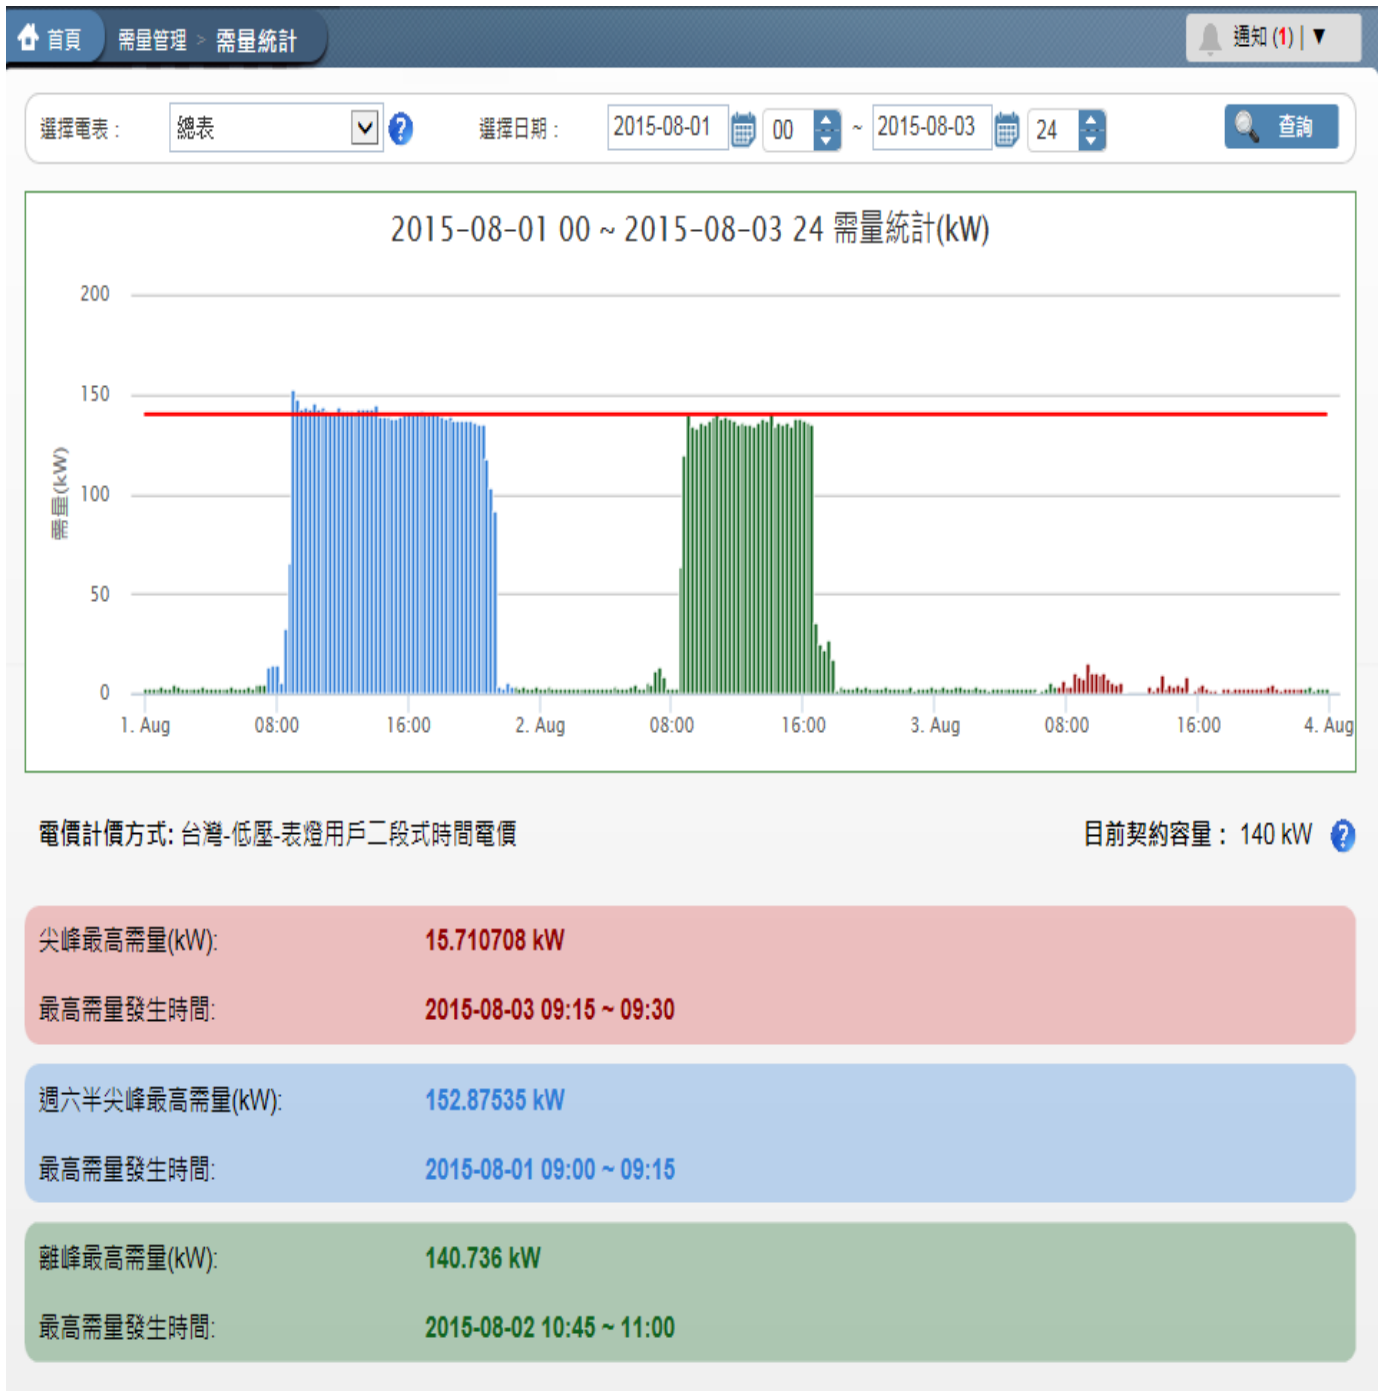 首頁 需量管理 > 需量統計 通知 (1) | ▼
選擇電表： 總表 選擇日期： 2015-08-01 00 ~ 2015-08-03 24 查詢
2015-08-01 00 ~ 2015-08-03 24 需量統計(kW)
200
150
100
50
0
需量(kW)
1. Aug 08:00 16:00 2. Aug 08:00 16:00 3. Aug 08:00 16:00 4. Aug
電價計價方式: 台灣-低壓-表燈用戶二段式時間電價 目前契約容量： 140 kW ?
尖峰最高需量(kW): 15.710708 kW
最高需量發生時間: 2015-08-03 09:15 ~ 09:30
週六半尖峰最高需量(kW): 152.87535 kW
最高需量發生時間: 2015-08-01 09:00 ~ 09:15
離峰最高需量(kW): 140.736 kW
最高需量發生時間: 2015-08-02 10:45 ~ 11:00